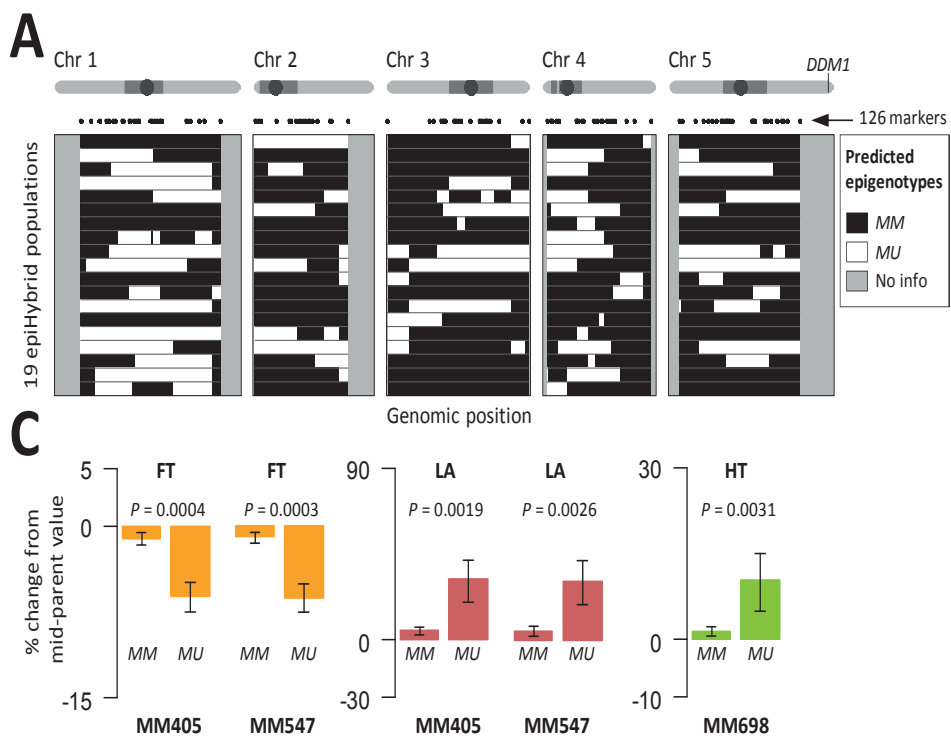 A
Chr 1
Chr 2
Chr 3
Chr 4
Chr 5
DDM1
126 markers
19 epiHybrid populations
Predicted
epigenotypes
MM
MU
No info
Genomic position
C
% change from
mid-parent value
5
0
-15
FT
P = 0.0004
MM
MU
MM405
FT
P = 0.0003
MM
MU
MM547
90
0
-30
LA
P = 0.0019
MM
MU
MM405
LA
P = 0.0026
MM
MU
MM547
30
0
-10
HT
P = 0.0031
MM
MU
MM698